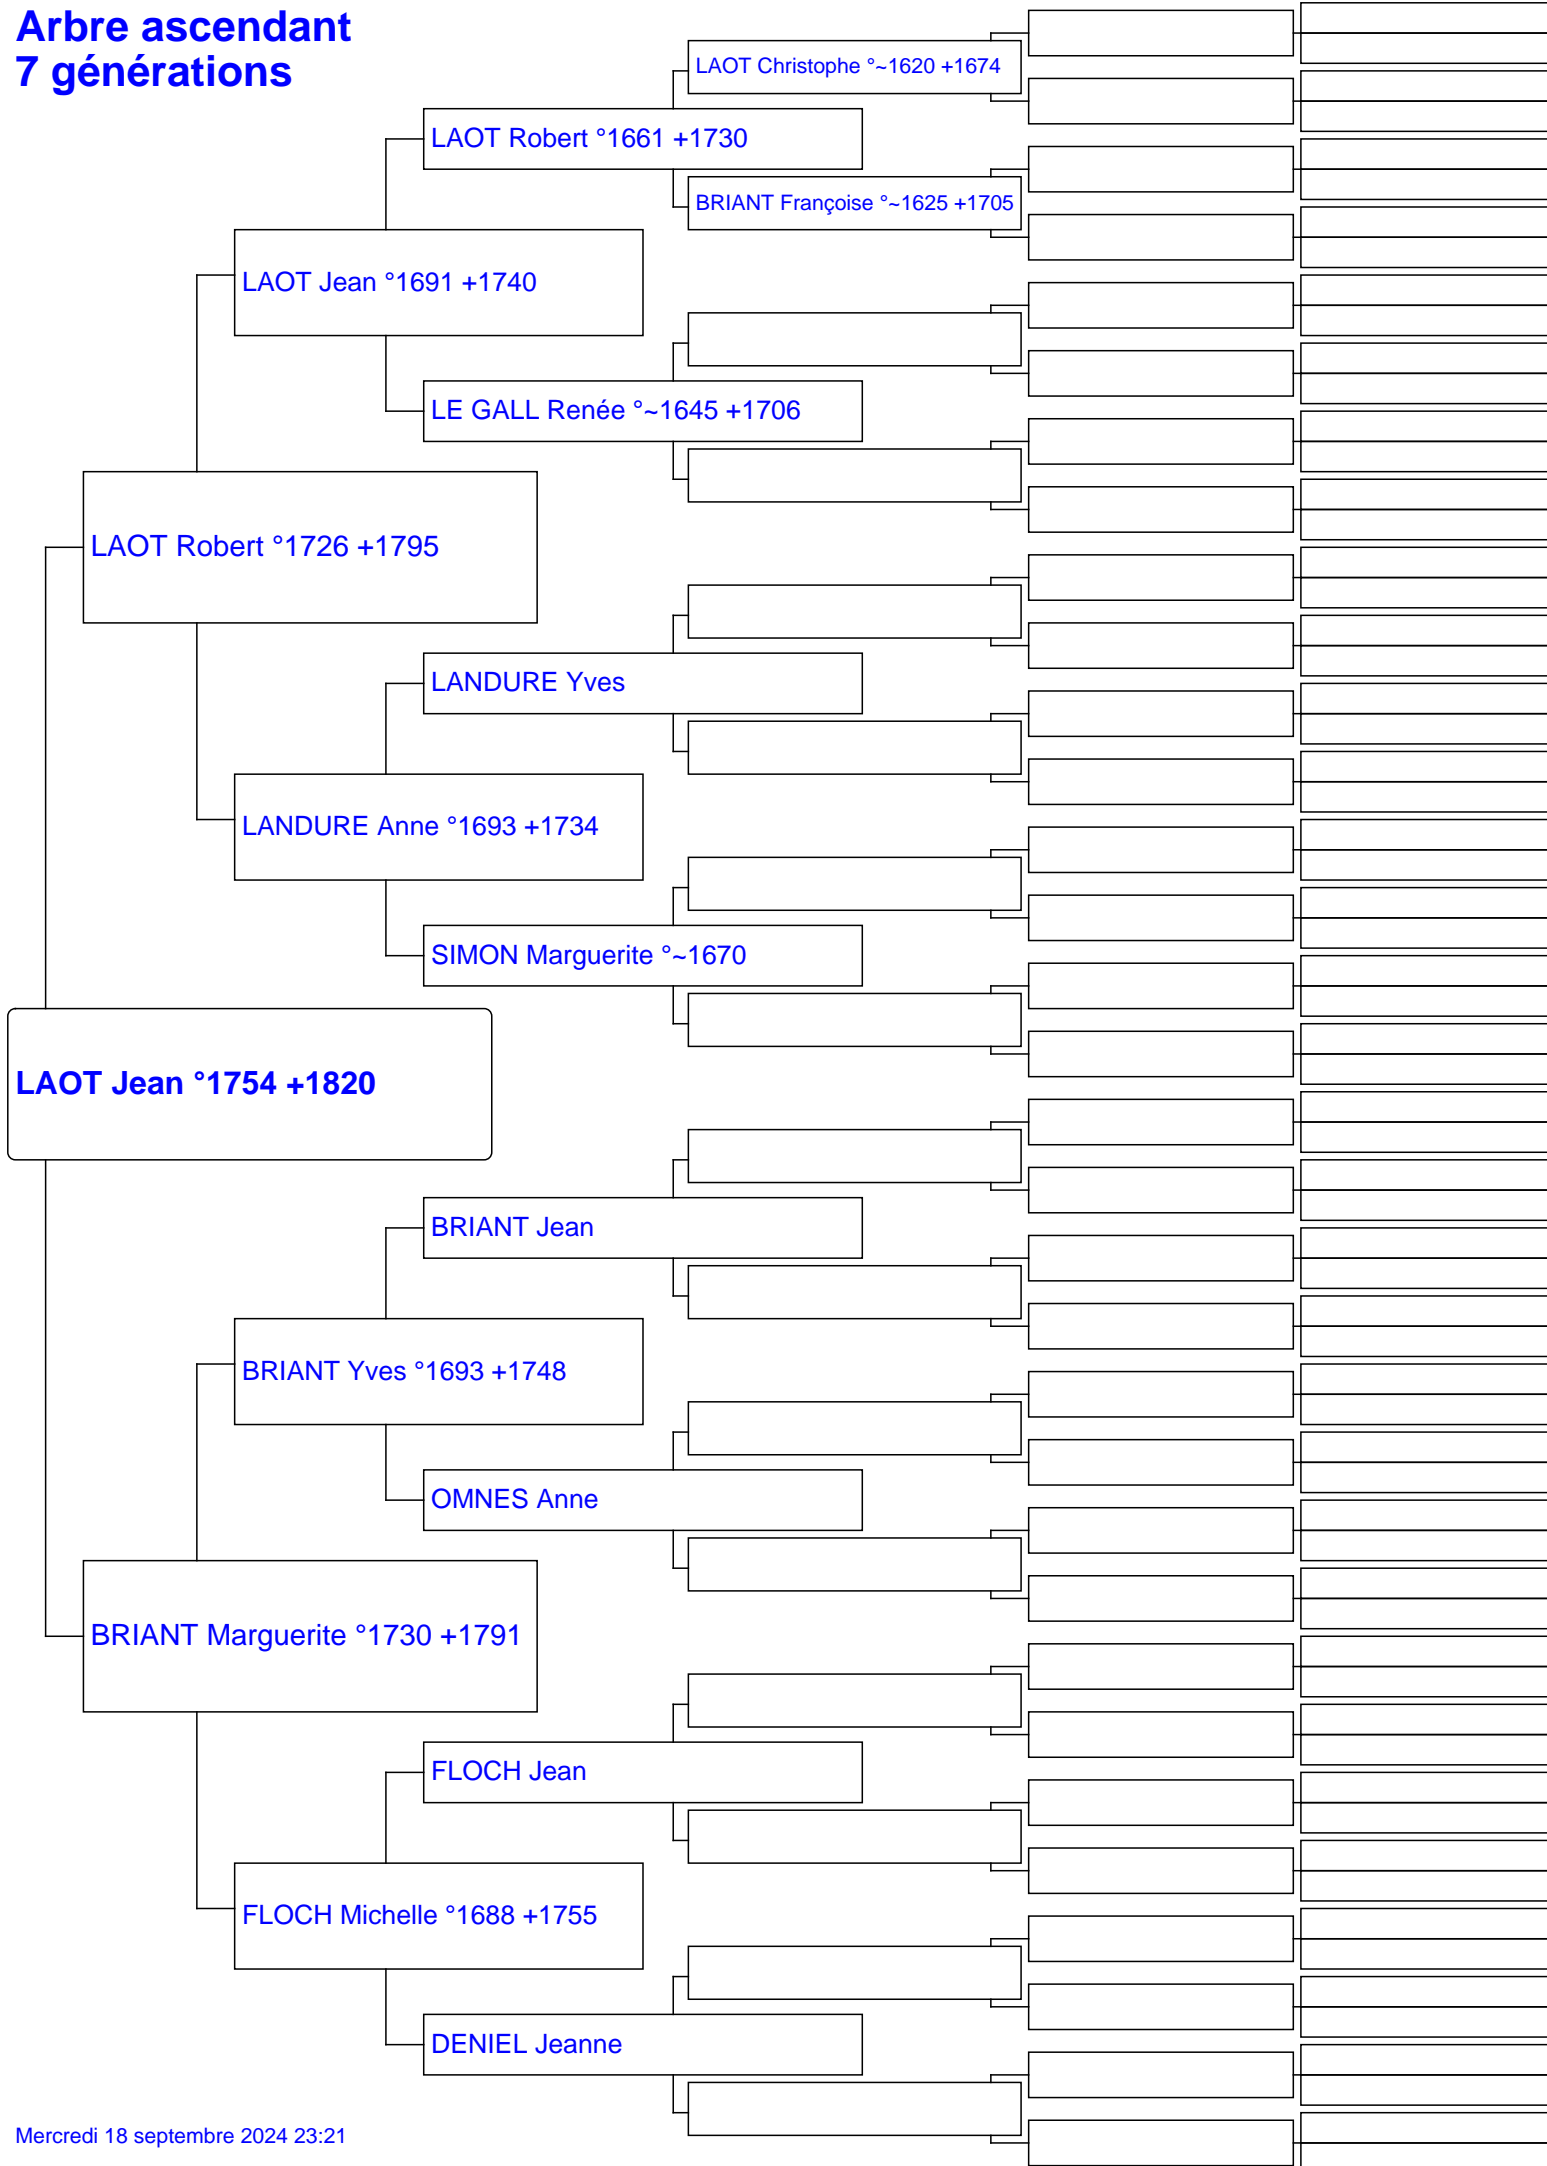 Arbre ascendant
7 générations
LAOT Christophe °~1620 +1674
LAOT Robert °1661 +1730
BRIANT Françoise °~1625 +1705
LAOT Jean °1691 +1740
LE GALL Renée °~1645 +1706
LAOT Robert °1726 +1795
LANDURE Yves
LANDURE Anne °1693 +1734
SIMON Marguerite °~1670
LAOT Jean °1754 +1820
BRIANT Jean
BRIANT Yves °1693 +1748
OMNES Anne
BRIANT Marguerite °1730 +1791
FLOCH Jean
FLOCH Michelle °1688 +1755
DENIEL Jeanne
Mercredi 18 septembre 2024 23:21